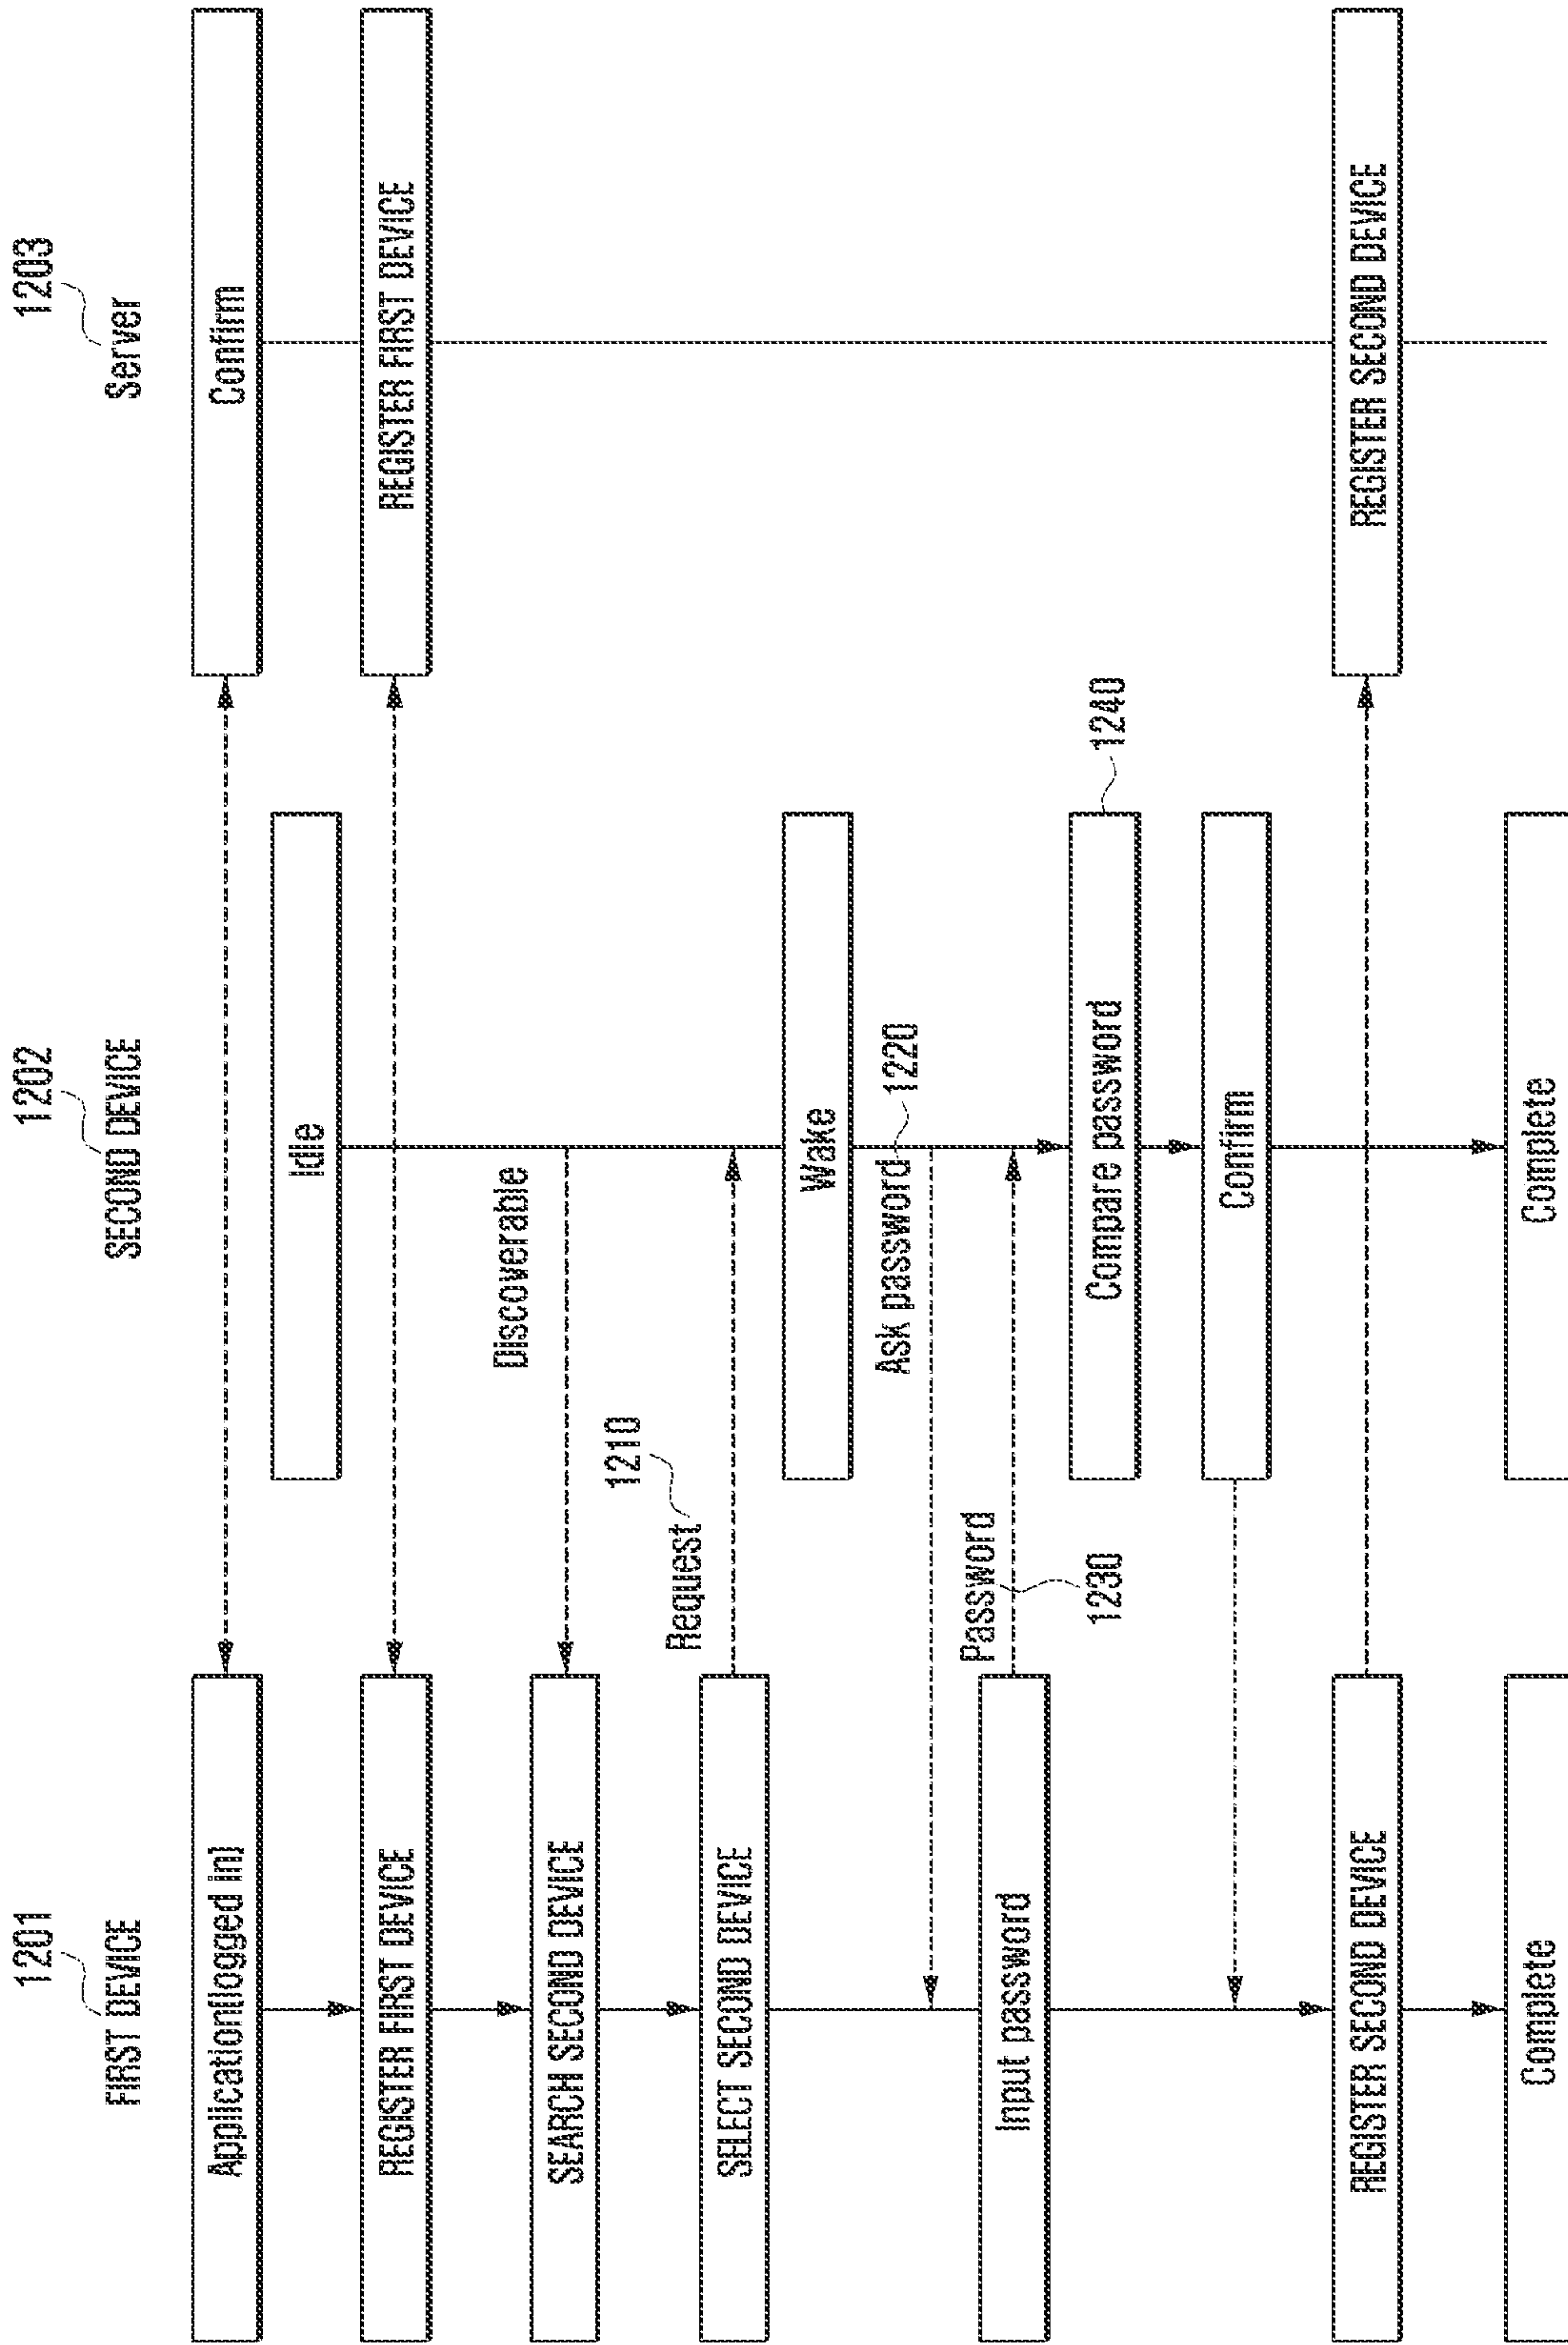 1201
FIRST DEVICE
1202
SECOND DEVICE
1203
Server
Application(logged in)
Confirm
Idle
REGISTER FIRST DEVICE
REGISTER FIRST DEVICE
Discoverable
SEARCH SECOND DEVICE
1210
Request
SELECT SECOND DEVICE
Wake
Ask password
1220
Password
1230
Input password
Compare password
1240
Confirm
REGISTER SECOND DEVICE
REGISTER SECOND DEVICE
Complete
Complete